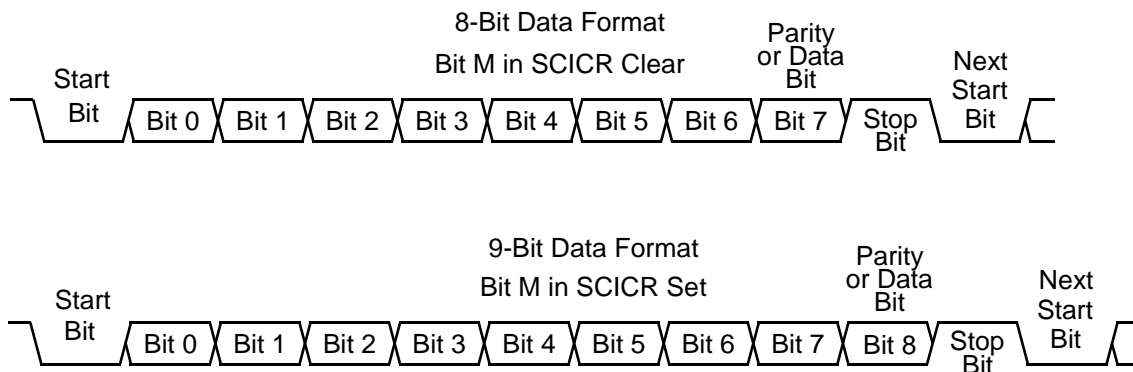 8-Bit Data Format
Bit M in SCICR Clear
Parity
or Data
Bit
Start
Bit
Next
Start
Bit
Bit 0 Bit 1 Bit 2 Bit 3 Bit 4 Bit 5 Bit 6 Bit 7
Stop
Bit
9-Bit Data Format
Bit M in SCICR Set
Parity
or Data
Bit
Start
Bit
Next
Start
Bit
Bit 0 Bit 1 Bit 2 Bit 3 Bit 4 Bit 5 Bit 6 Bit 7 Bit 8
Stop
Bit